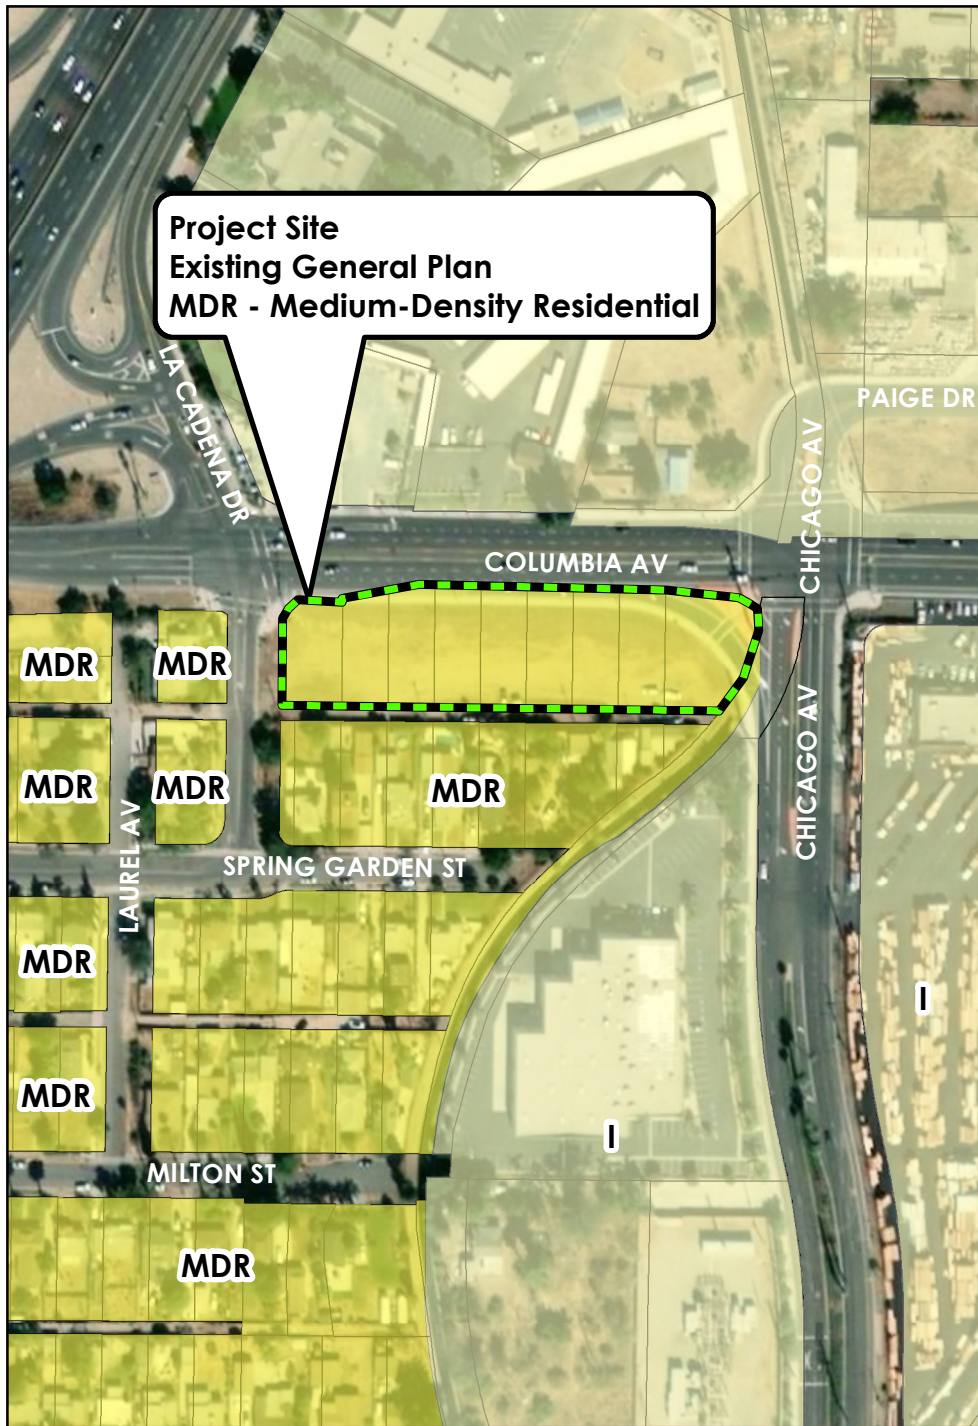 Project Site
Existing General Plan
MDR - Medium-Density Residential
LA CADENA DR
PAIGE DR
CHICAGO AV
COLUMBIA AV
MDR
MDR
CHICAGO AV
MDR
MDR
MDR
LAUREL AV
SPRING GARDEN ST
MDR
I
MDR
I
MILTON ST
MDR